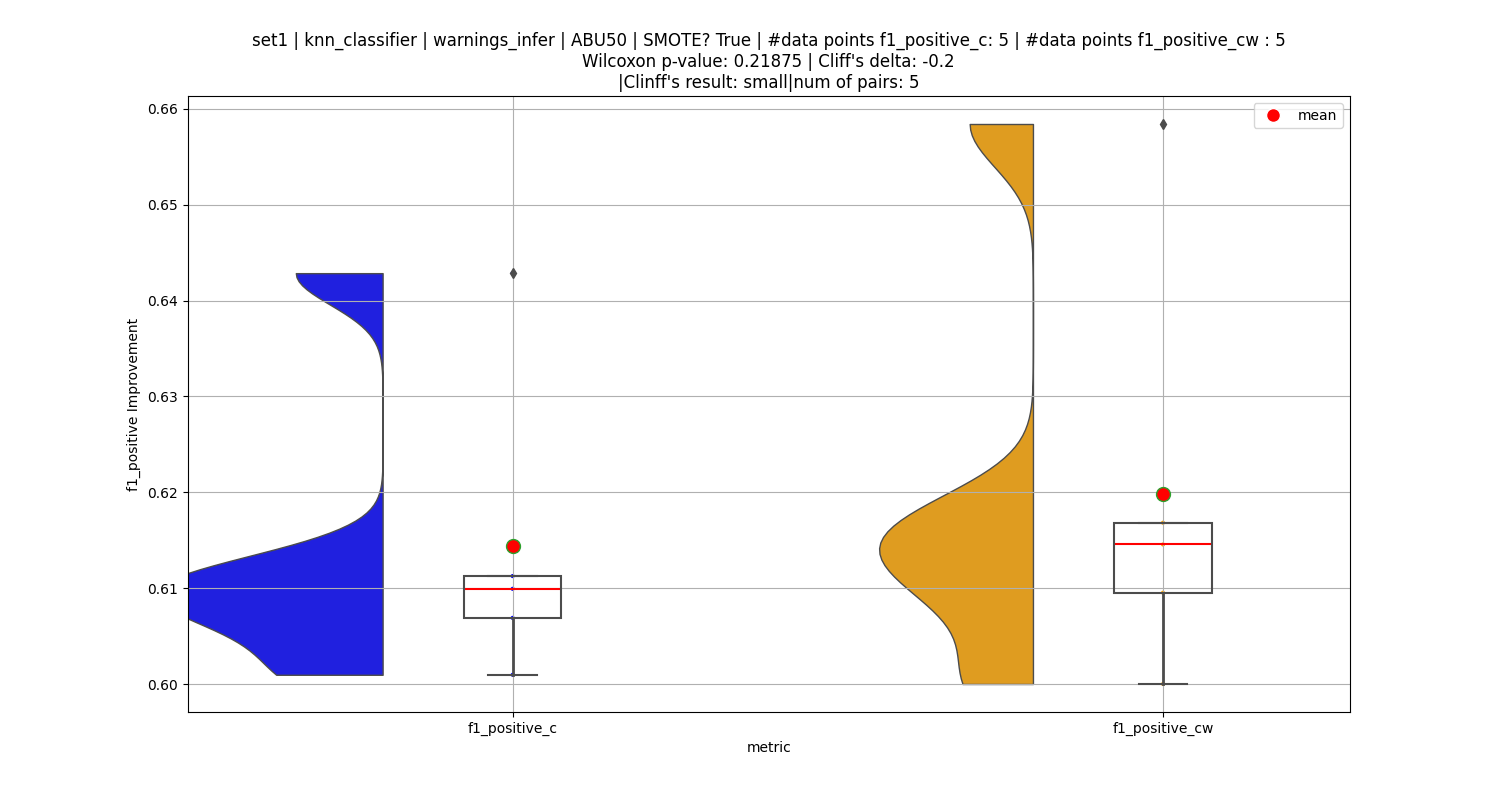 set1 | knn_classifier | warnings_infer | ABU50 | SMOTE? True | #data points f1_positive_c: 5 | #data points f1_positive_cw : 5
Wilcoxon p-value: 0.21875 | Cliff's delta: -0.2
|Clinff's result: small|num of pairs: 5
mean
0.66
0.65
0.64
0.63
0.62
0.61
0.60
f1_positive Improvement
f1_positive_c
f1_positive_cw
metric